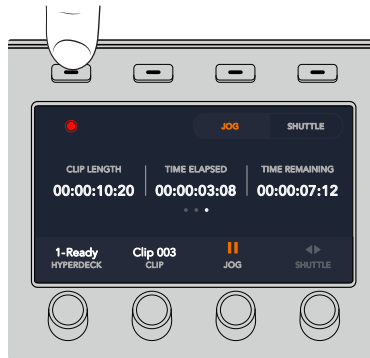 JOG SHUTTLE
CLIP LENGTH TIME ELAPSED TIME REMAINING
00:00:10:20 00:00:03:08 00:00:07:12
1-Ready Clip 003
HYPERDECK CLIP JOG SHUTTLE